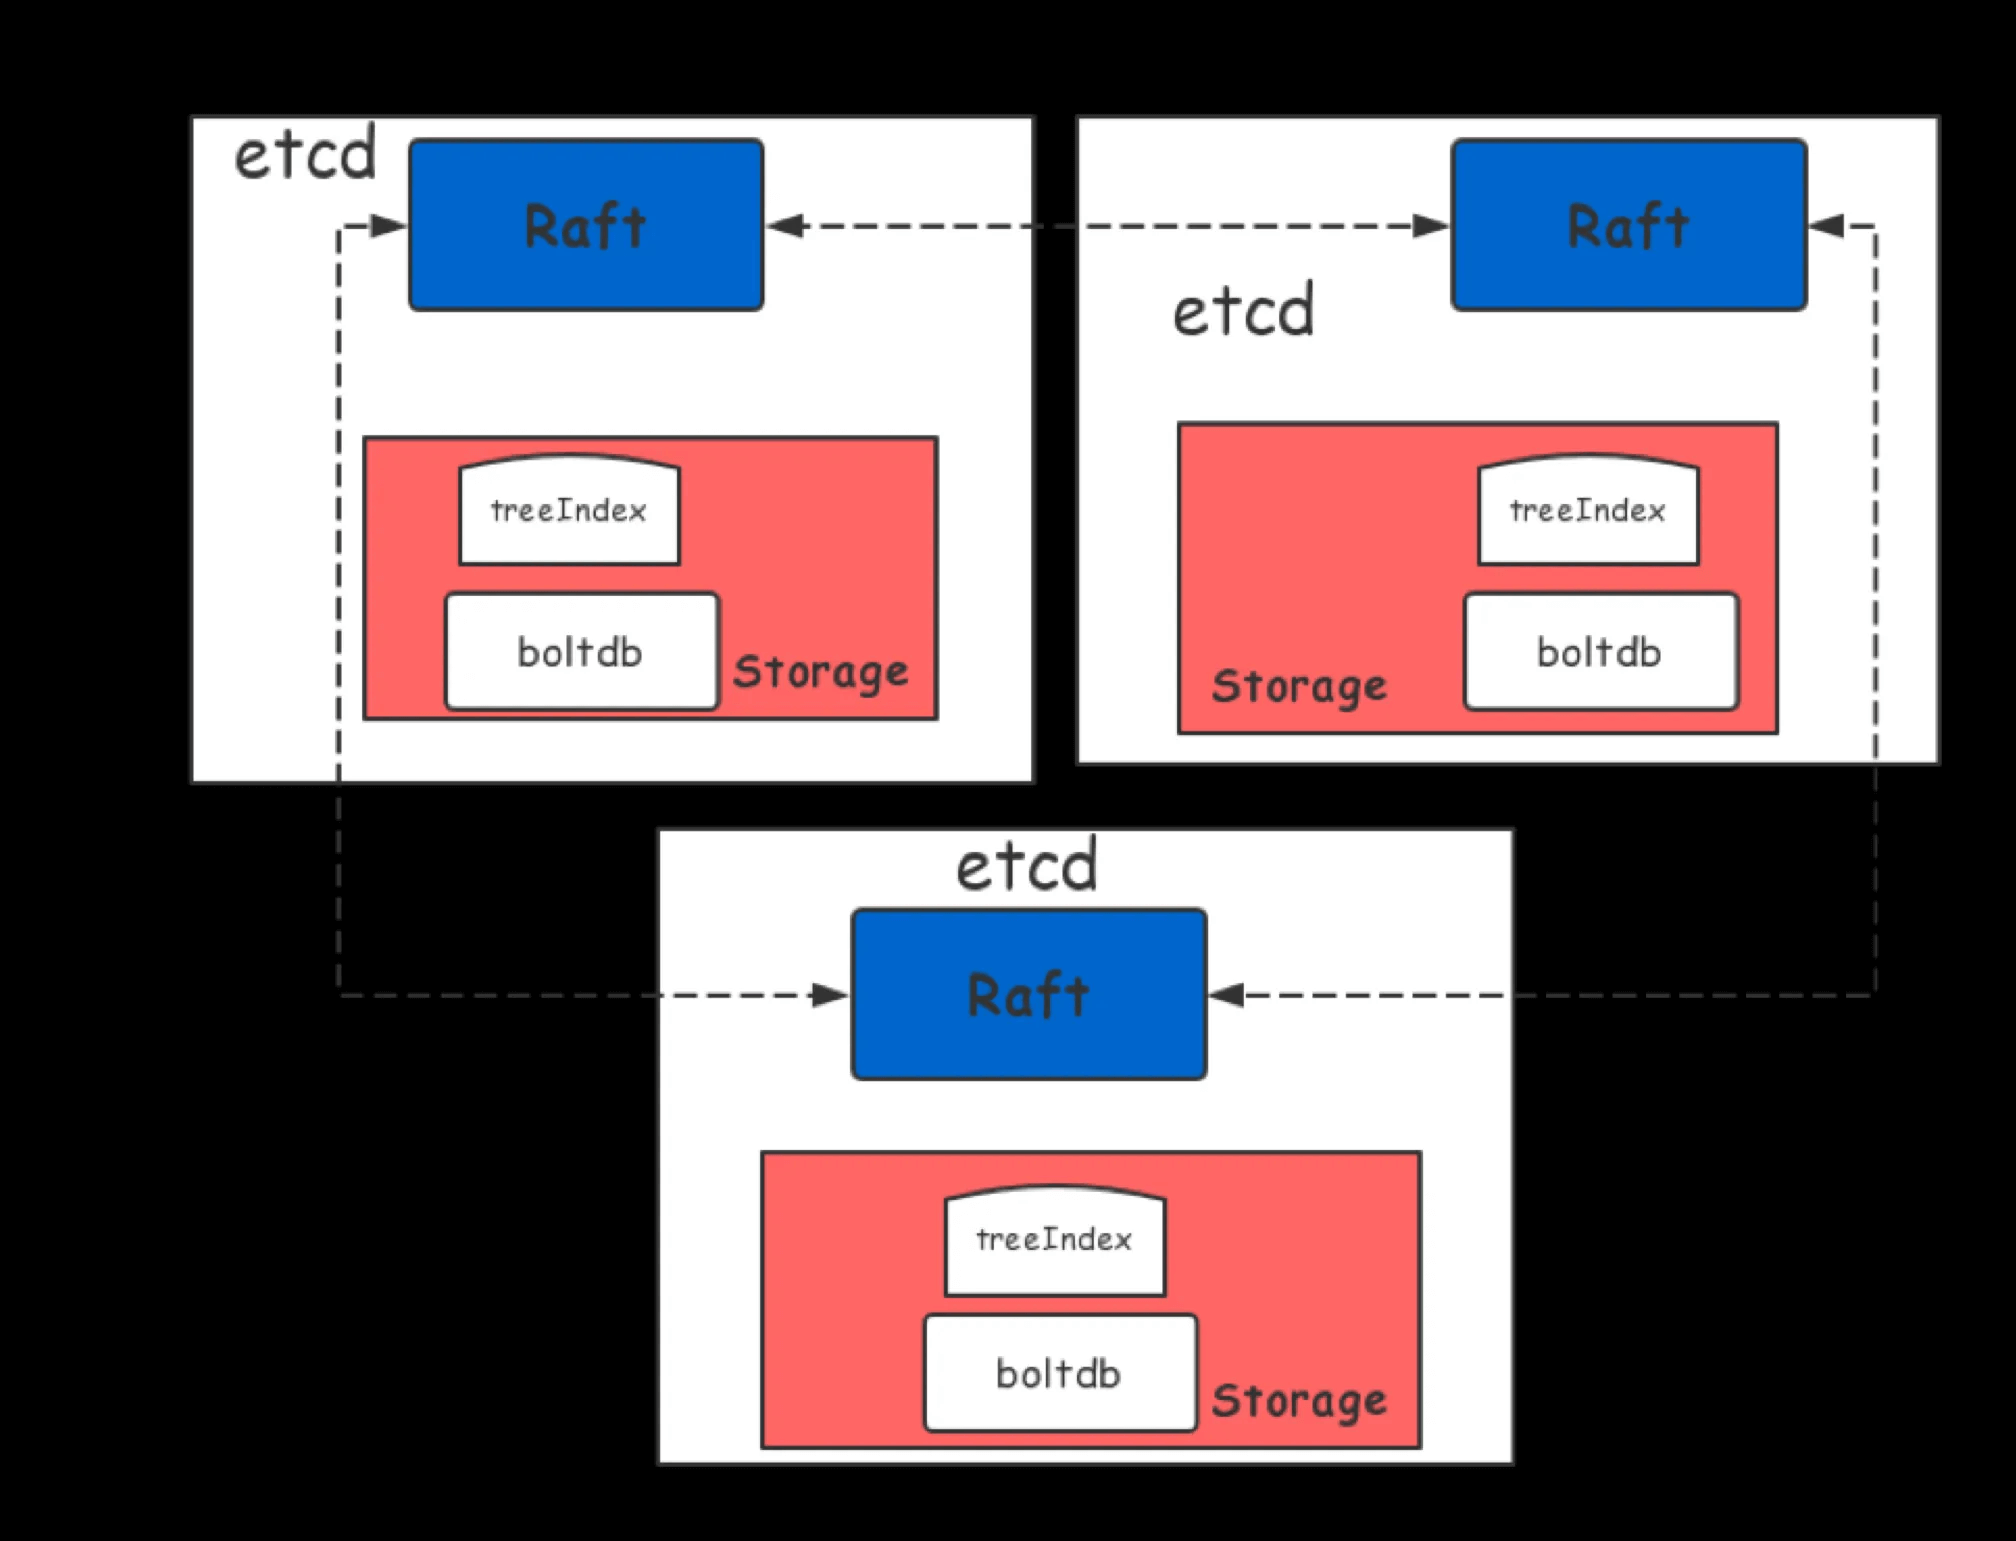 etcd
Raft
treeIndex
boltdb
Storage
Raft
etcd
treeIndex
boltdb
Storage
etcd
Raft
treeIndex
boltdb
Storage